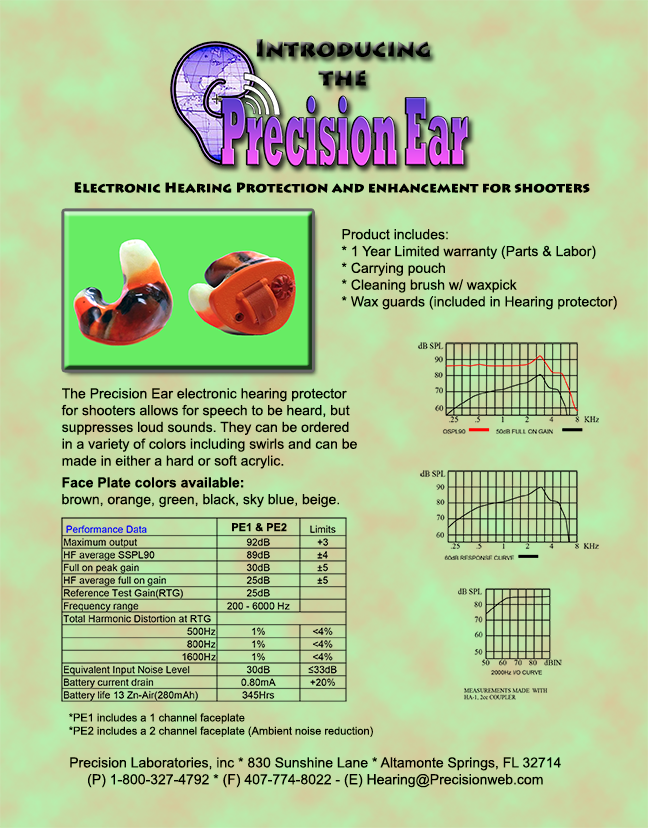 INTRODUCING
THE
Precision Ear
ELECTRONIC HEARING PROTECTION AND ENHANCEMENT FOR SHOOTERS
Product includes:
* 1 Year Limited warranty (Parts & Labor)
* Carrying pouch
* Cleaning brush w/ waxpick
* Wax guards (included in Hearing protector)
dB SPL
90
80
70
60
.25 .5 1 2 4 8 KHz
OSPL90 50dB FULL ON GAIN
The Precision Ear electronic hearing protector
for shooters allows for speech to be heard, but
suppresses loud sounds. They can be ordered
in a variety of colors including swirls and can be
made in either a hard or soft acrylic.
Face Plate colors available:
brown, orange, green, black, sky blue, beige.
dB SPL
90
80
70
60
.25 .5 1 2 4 8 KHz
60dB RESPONSE CURVE
Performance Data PE1 & PE2 Limits
Maximum output 92dB +3
HF average SSPL90 89dB ±4
Full on peak gain 30dB ±5
HF average full on gain 25dB ±5
Reference Test Gain(RTG) 25dB
Frequency range 200 - 6000 Hz
Total Harmonic Distortion at RTG
500Hz 1% <4%
800Hz 1% <4%
1600Hz 1% <4%
Equivalent Input Noise Level 30dB ≤33dB
Battery current drain 0.80mA +20%
Battery life 13 Zn-Air(280mAh) 345Hrs
dB SPL
80
70
60
50
50 60 70 80 dBIN
2000Hz I/O CURVE
MEASUREMENTS MADE WITH
HA-1, 2cc COUPLER
*PE1 includes a 1 channel faceplate
*PE2 includes a 2 channel faceplate (Ambient noise reduction)
Precision Laboratories, inc * 830 Sunshine Lane * Altamonte Springs, FL 32714
(P) 1-800-327-4792 * (F) 407-774-8022 - (E) Hearing@Precisionweb.com